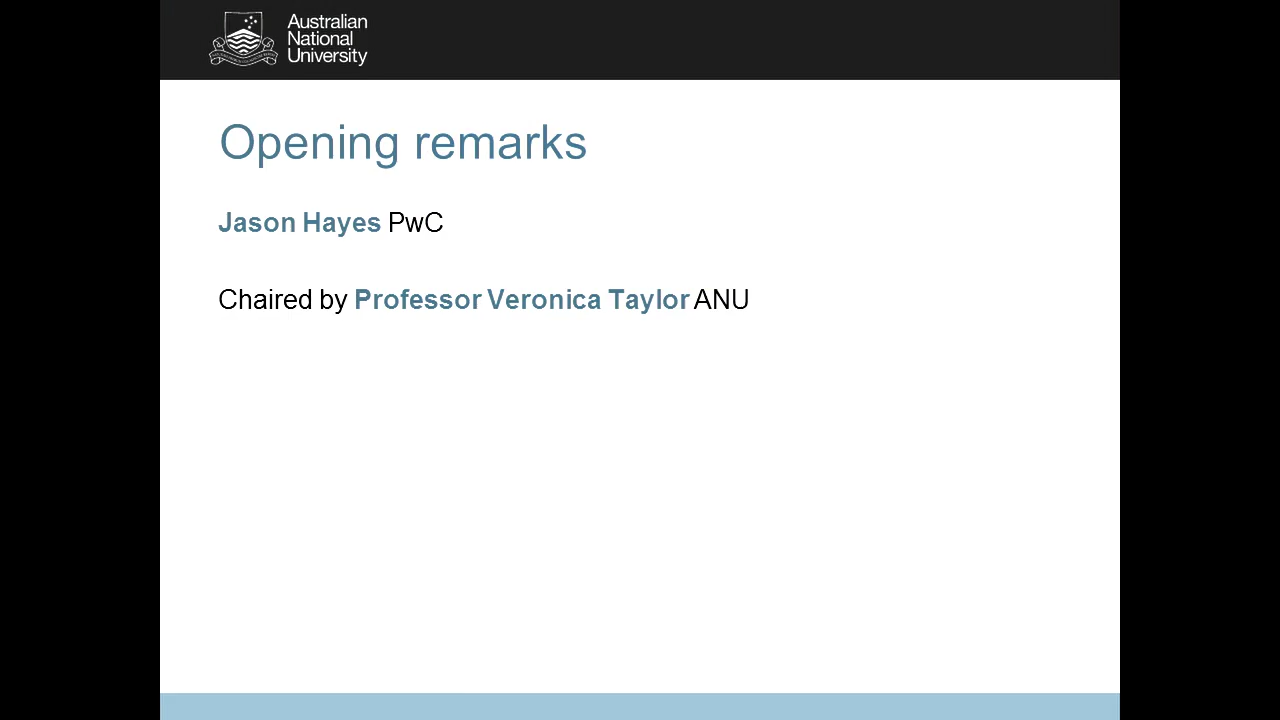 Australian
National
University
Opening remarks
Jason Hayes PwC
Chaired by Professor Veronica Taylor ANU